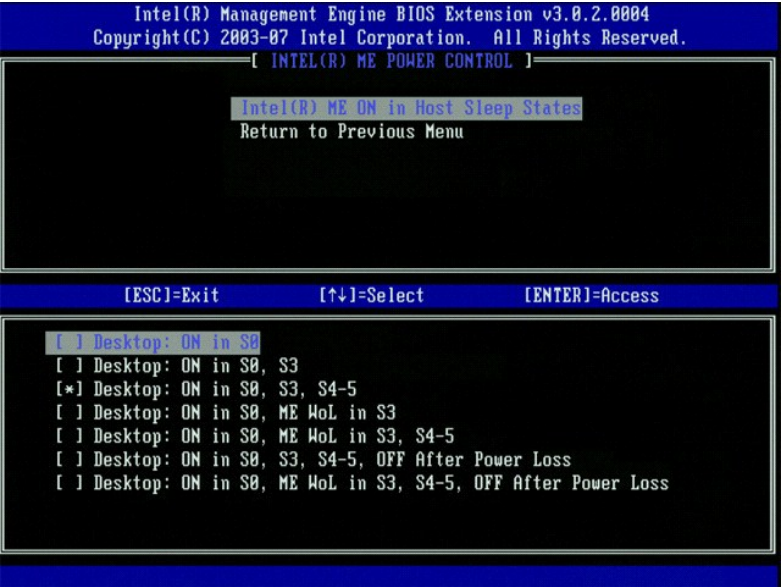 Intel(R) Management Engine BIOS Extension v3.0.2.0004
Copyright(C) 2003-07 Intel Corporation. All Rights Reserved.
[ INTEL(R) ME POWER CONTROL ]
Intel(R) ME ON in Host Sleep States
Return to Previous Menu
[ESC]=Exit [↑↓]=Select [ENTER]=Access
[ ] Desktop: ON in S0
[ ] Desktop: ON in S0, S3
[*] Desktop: ON in S0, S3, S4-5
[ ] Desktop: ON in S0, ME WoL in S3
[ ] Desktop: ON in S0, ME WoL in S3, S4-5
[ ] Desktop: ON in S0, S3, S4-5, OFF After Power Loss
[ ] Desktop: ON in S0, ME WoL in S3, S4-5, OFF After Power Loss